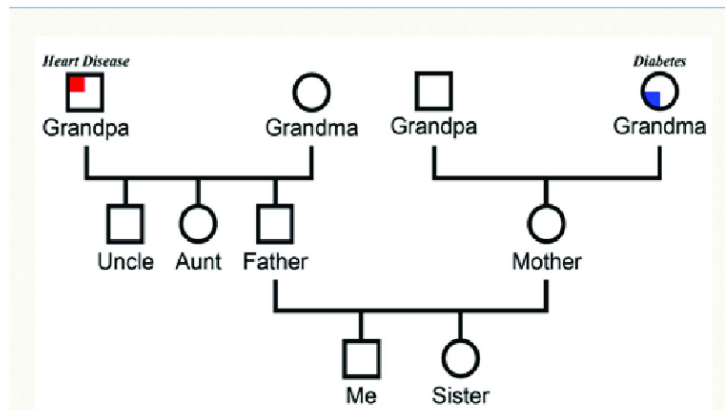 Heart Disease
Diabetes
Grandpa
Grandma
Grandpa
Grandma
Uncle
Aunt
Father
Mother
Me
Sister